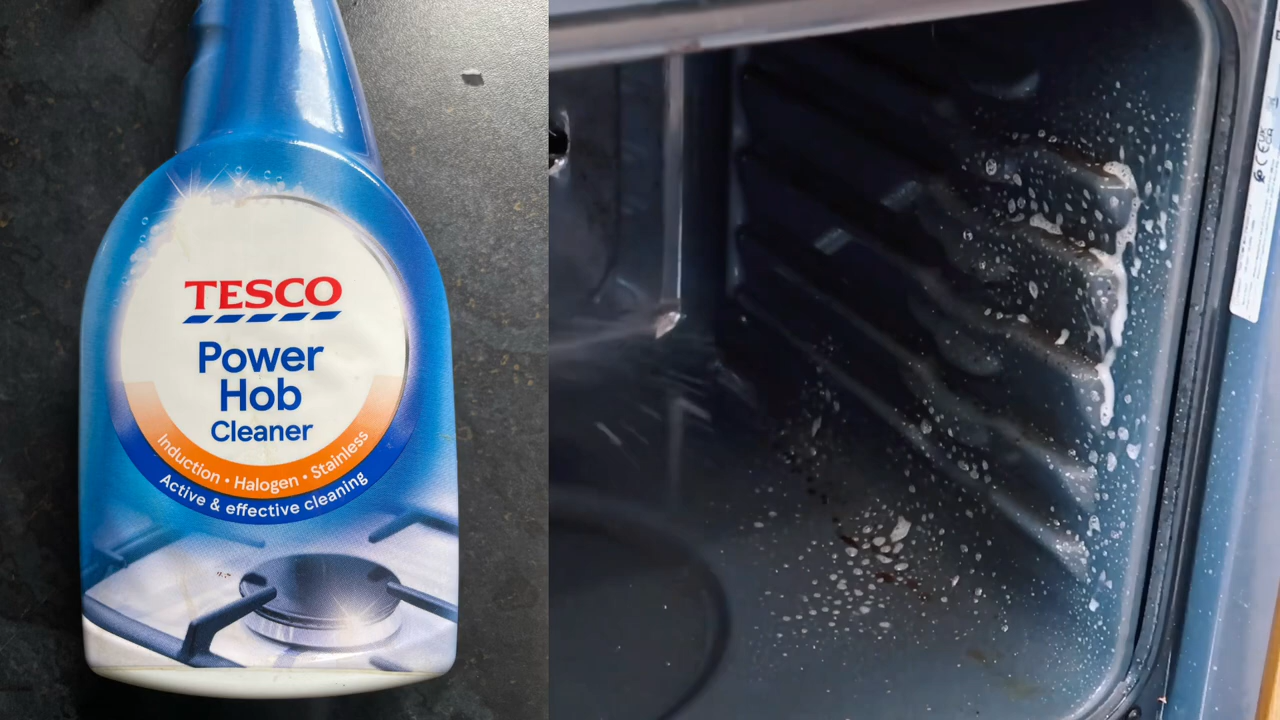 TESCO
Power
Hob
Cleaner
Induction • Halogen • Stainless
Active & effective cleaning